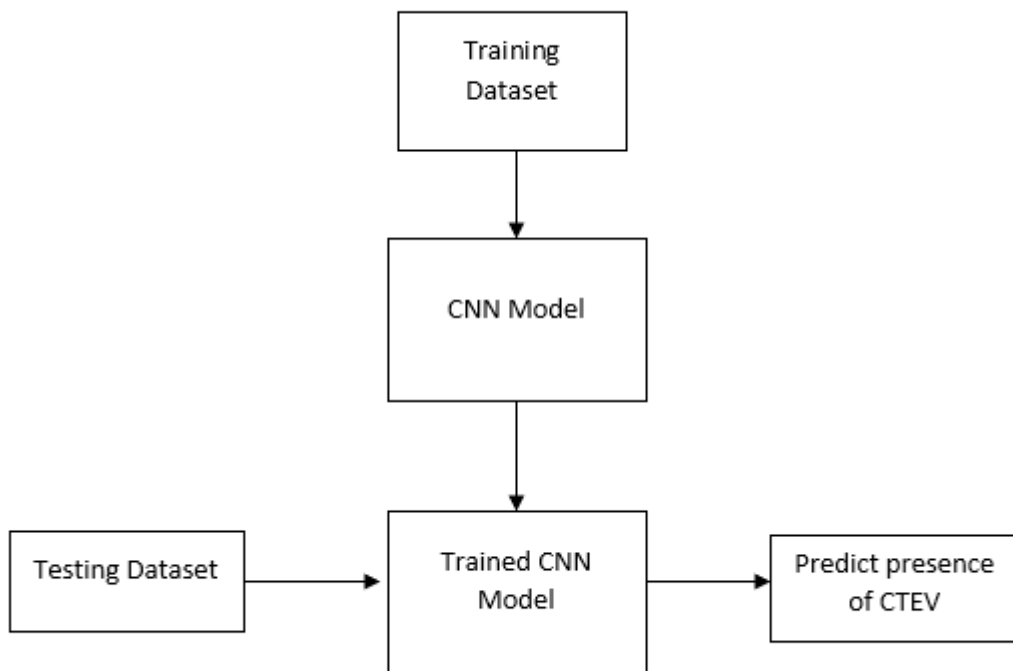 Training
Dataset
CNN Model
Testing Dataset
Trained CNN
Model
Predict presence
of CTEV